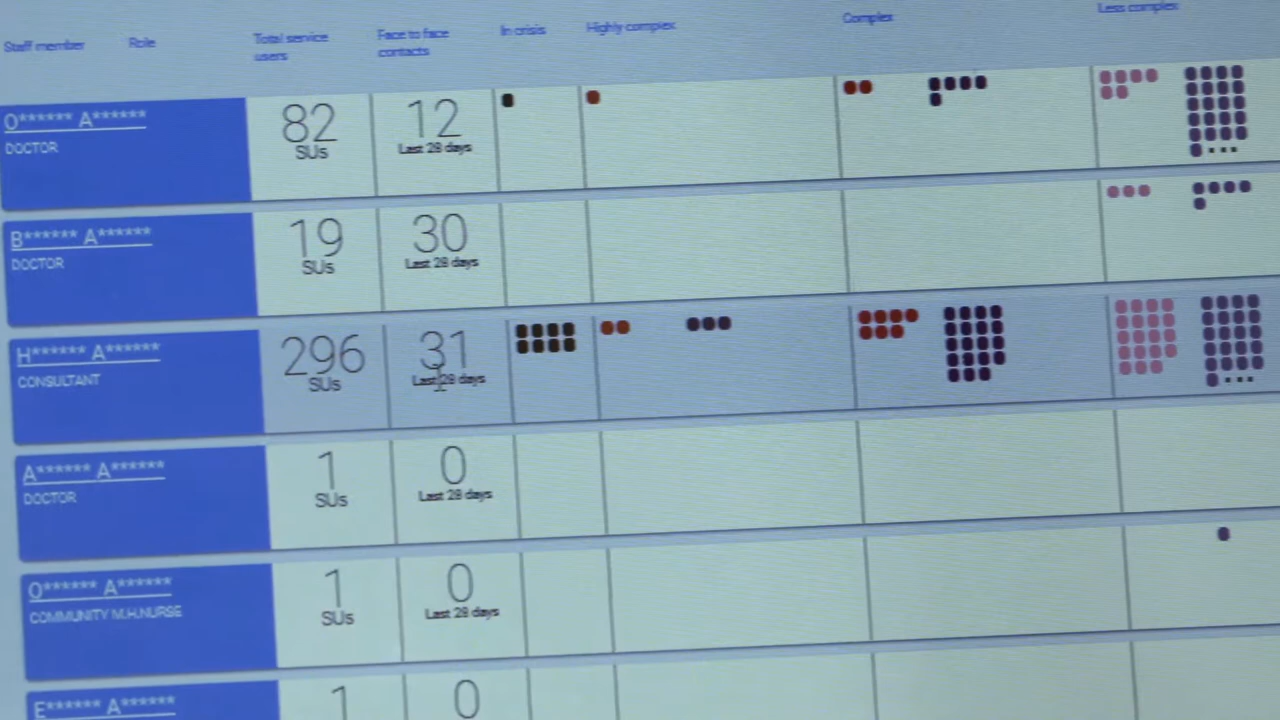 Staff member Role Total service users Face to face contacts In crisis Highly complex Complex Less complex
O****** A****** 82 12
DOCTOR SUs Last 28 days
B****** A****** 19 30
DOCTOR SUs Last 28 days
H****** A****** 296 31
CONSULTANT SUs Last 28 days
A****** A****** 1 0
DOCTOR SUs Last 28 days
O****** A****** 1 0
COMMUNITY M.H.NURSE SUs Last 28 days
E****** A****** 1 0